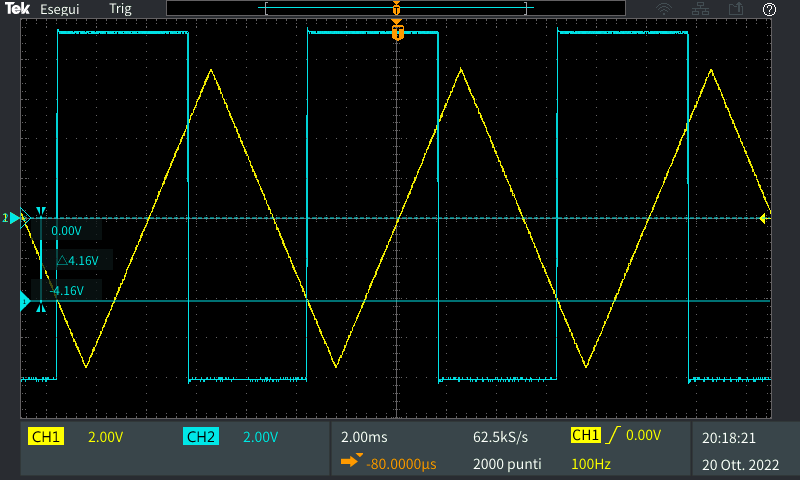 Tek Esegui Trig
0.00V
△4.16V
-4.16V
CH1 2.00V CH2 2.00V
2.00ms 62.5kS/s
-80.0000µs 2000 punti
CH1 0.00V
100Hz
20:18:21
20 Ott. 2022